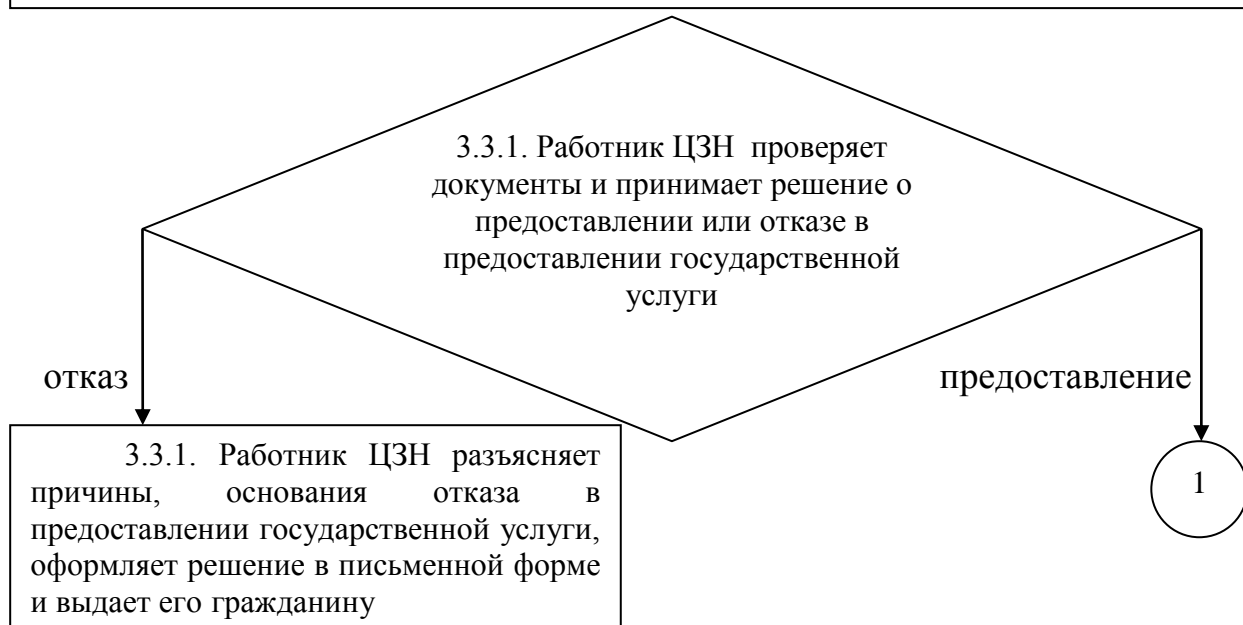 3.3.1. Работник ЦЗН проверяет
документы и принимает решение о
предоставлении или отказе в
предоставлении государственной
услуги
отказ
предоставление
3.3.1. Работник ЦЗН разъясняет
причины, основания отказа в
предоставлении государственной услуги,
оформляет решение в письменной форме
и выдает его гражданину
1